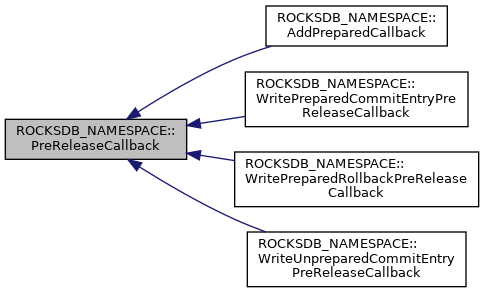 ROCKSDB_NAMESPACE::
AddPreparedCallback
ROCKSDB_NAMESPACE::
WritePreparedCommitEntryPre
ReleaseCallback
ROCKSDB_NAMESPACE::
PreReleaseCallback
ROCKSDB_NAMESPACE::
WritePreparedRollbackPreRelease
Callback
ROCKSDB_NAMESPACE::
WriteUnpreparedCommitEntry
PreReleaseCallback